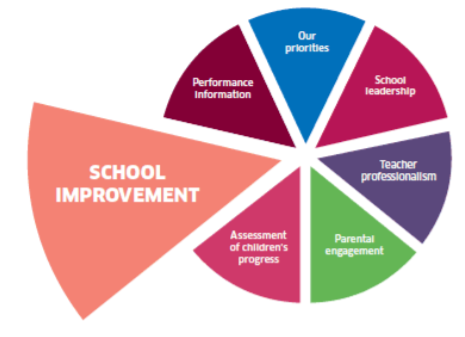 Our
priorities
School
leadership
Teacher
professionalism
Parental
engagement
Assessment
of children's
progress
SCHOOL
IMPROVEMENT
Performance
information